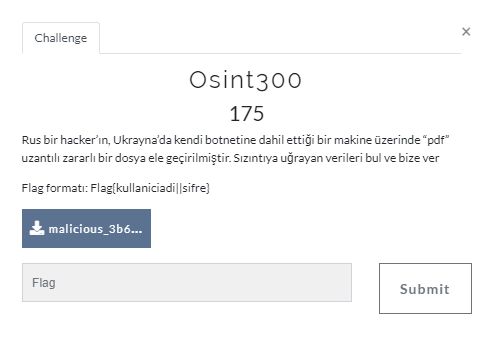 Challenge
×
Osint300
175
Rus bir hacker’ın, Ukrayna’da kendi botnetine dahil ettiği bir makine üzerinde “pdf”
uzantılı zararlı bir dosya ele geçirilmiştir. Sızıntıya uğrayan verileri bul ve bize ver
Flag formatı: Flag{kullaniciadi||sifre}
malicious_3b6...
Flag
Submit